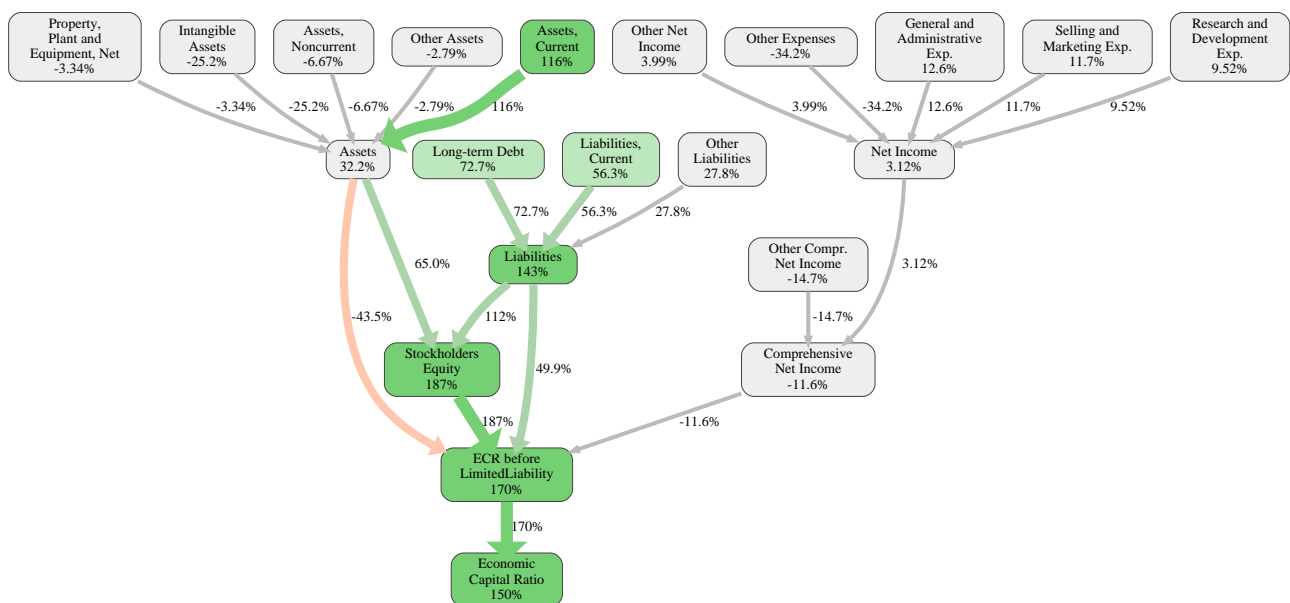 Property,
Plant and
Equipment, Net
-3.34%
Intangible
Assets
-25.2%
Assets,
Noncurrent
-6.67%
Other Assets
-2.79%
Assets,
Current
116%
Other Net
Income
3.99%
Other Expenses
-34.2%
General and
Administrative
Exp.
12.6%
Selling and
Marketing Exp.
11.7%
Research and
Development
Exp.
9.52%
-3.34%
-25.2%
-6.67%
-2.79%
116%
3.99%
-34.2%
12.6%
11.7%
9.52%
Assets
32.2%
Long-term Debt
72.7%
Liabilities,
Current
56.3%
Other
Liabilities
27.8%
Net Income
3.12%
72.7%
56.3%
27.8%
65.0%
Liabilities
143%
Other Compr.
Net Income
-14.7%
3.12%
-43.5%
112%
-14.7%
Stockholders
Equity
187%
49.9%
Comprehensive
Net Income
-11.6%
187%
-11.6%
ECR before
LimitedLiability
170%
170%
Economic
Capital Ratio
150%